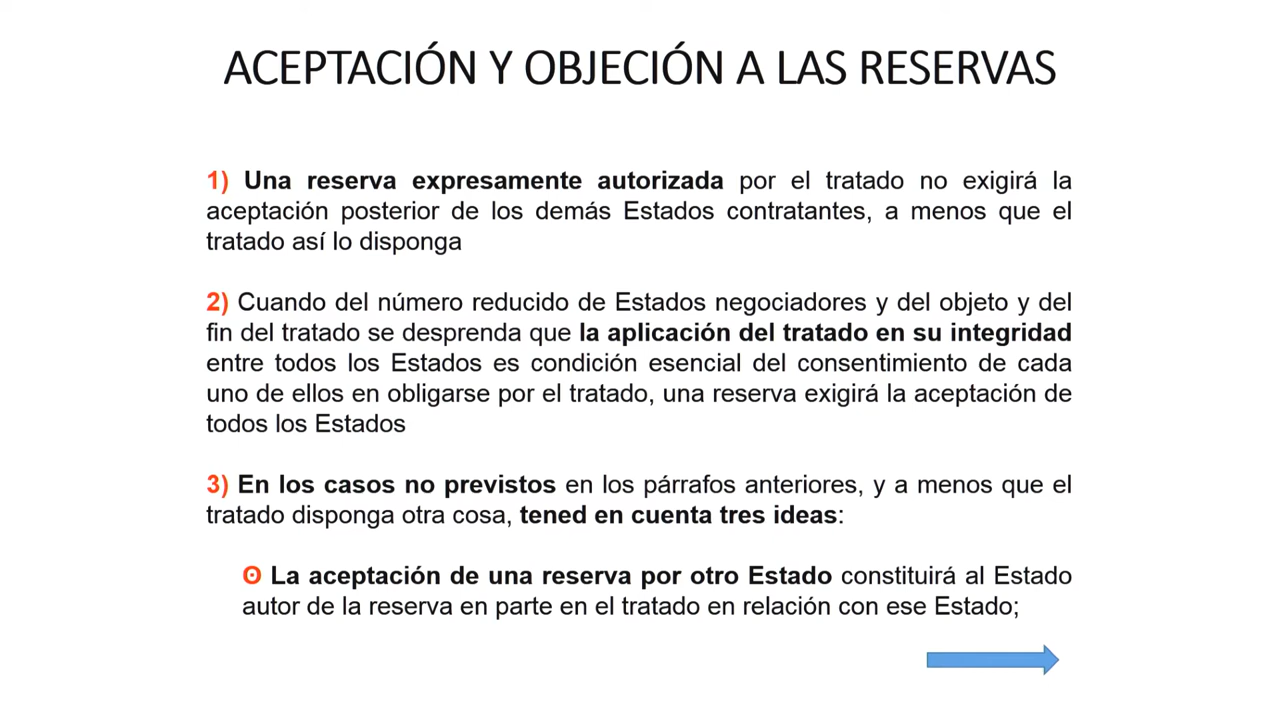 ACEPTACIÓN Y OBJECIÓN A LAS RESERVAS
1) Una reserva expresamente autorizada por el tratado no exigirá la
aceptación posterior de los demás Estados contratantes, a menos que el
tratado así lo disponga
2) Cuando del número reducido de Estados negociadores y del objeto y del
fin del tratado se desprenda que la aplicación del tratado en su integridad
entre todos los Estados es condición esencial del consentimiento de cada
uno de ellos en obligarse por el tratado, una reserva exigirá la aceptación de
todos los Estados
3) En los casos no previstos en los párrafos anteriores, y a menos que el
tratado disponga otra cosa, tened en cuenta tres ideas:
ʘ La aceptación de una reserva por otro Estado constituirá al Estado
autor de la reserva en parte en el tratado en relación con ese Estado;